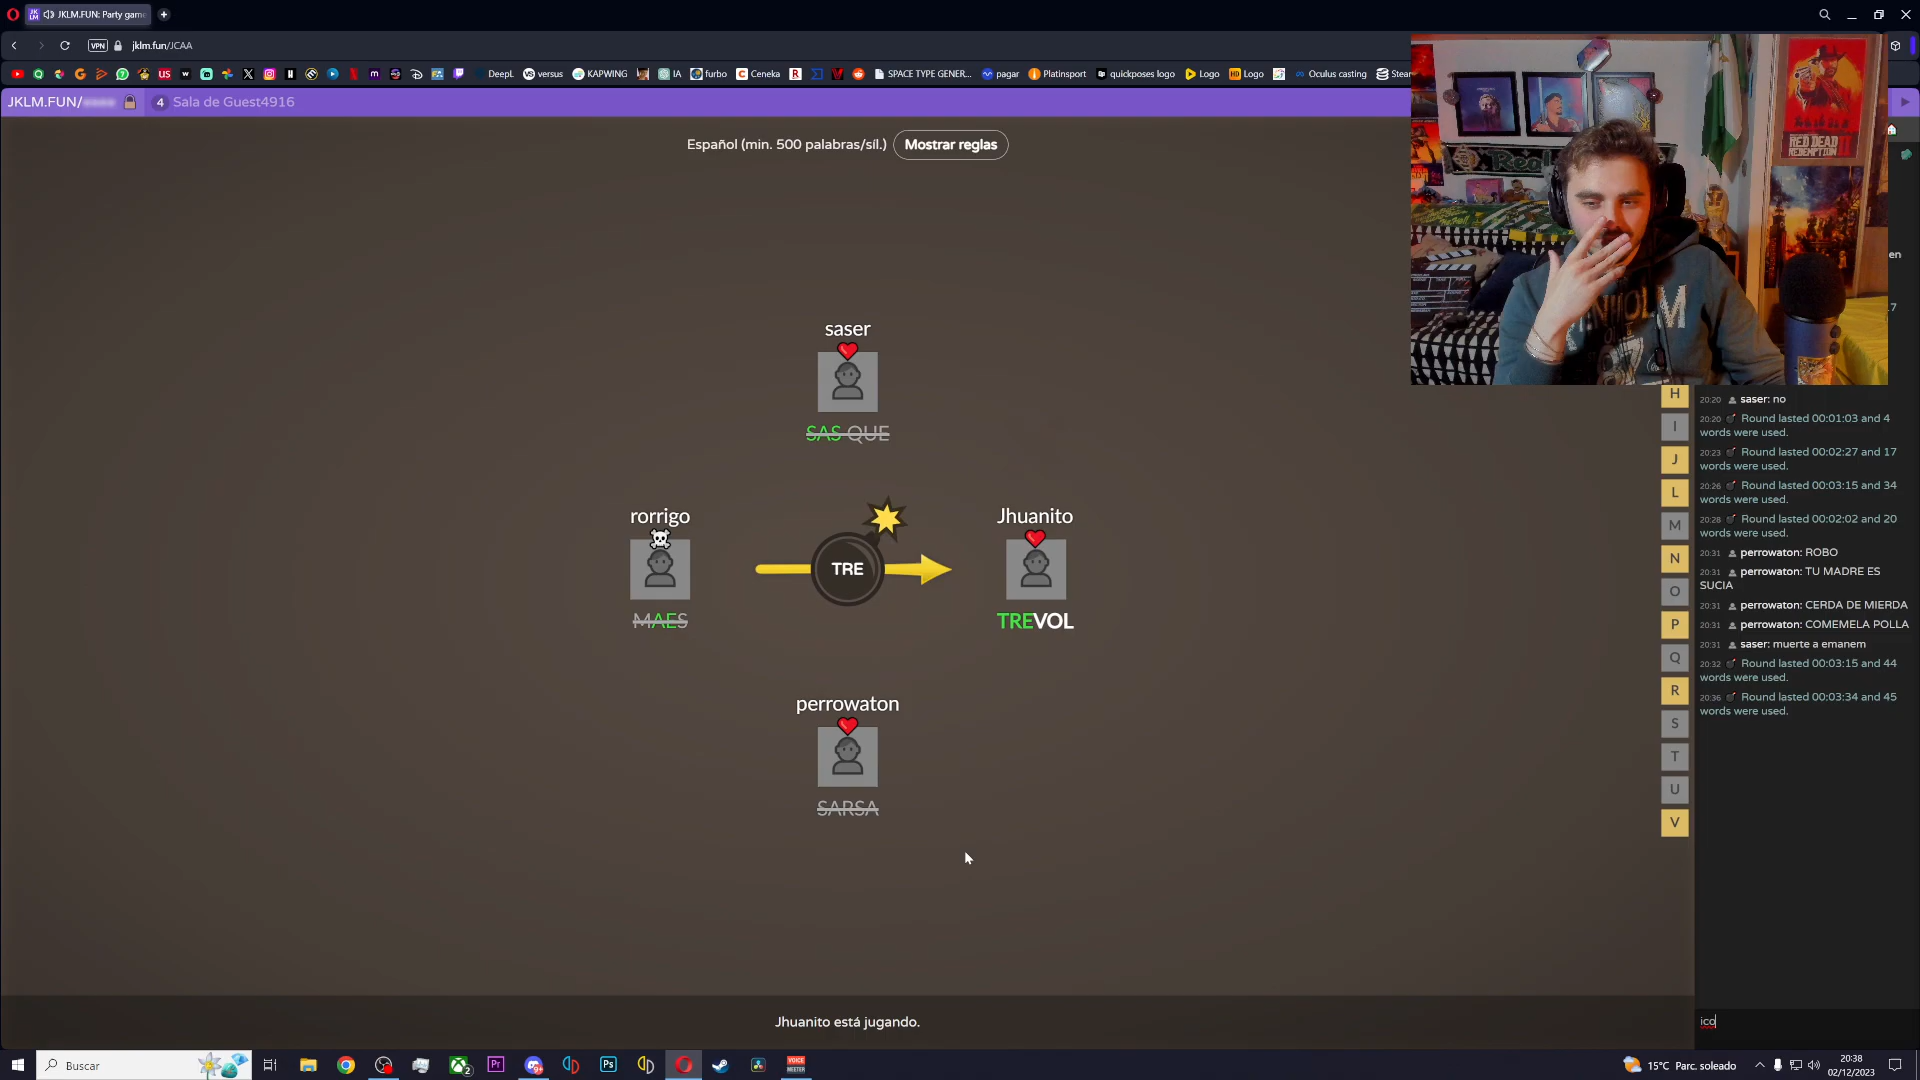 JKLM.FUN: Party game
VPN jklm.fun/JCAA
DeepL versus KAPWING IA furbo Ceneka SPACE TYPE GENER... pagar Platinsport quickposes logo Logo Logo Oculus casting Stear
JKLM.FUN/ 4 Sala de Guest4916
Español (min. 500 palabras/síl.) Mostrar reglas
saser
SAS QUE
rorrigo
MAES
TRE
Jhuanito
TREVOL
perrowaton
SARSA
Jhuanito está jugando.
RED DEAD
REDEMPTION II
en
7
H
I
J
L
M
N
O
P
Q
R
S
T
U
V
20:20 saser: no
20:20 Round lasted 00:01:03 and 4
words were used.
20:23 Round lasted 00:02:27 and 17
words were used.
20:26 Round lasted 00:03:15 and 34
words were used.
20:28 Round lasted 00:02:02 and 20
words were used.
20:31 perrowaton: ROBO
20:31 perrowaton: TU MADRE ES
SUCIA
20:31 perrowaton: CERDA DE MIERDA
20:31 perrowaton: COMEMELA POLLA
20:31 saser: muerte a emanem
20:32 Round lasted 00:03:15 and 44
words were used.
20:36 Round lasted 00:03:34 and 45
words were used.
ico
Buscar
15°C Parc. soleado
20:38
02/12/2023